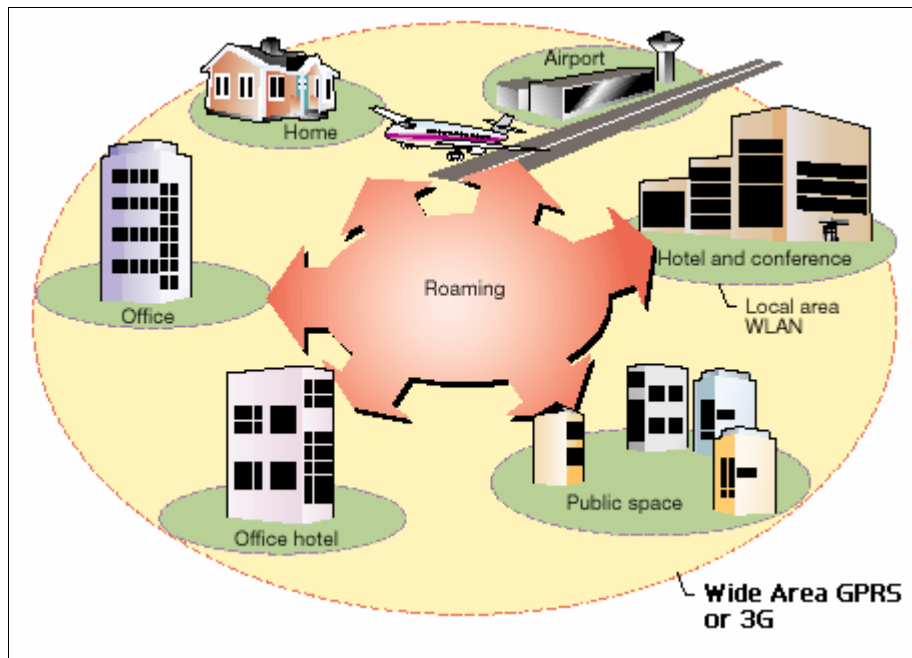 Airport
Home
Hotel and conference
Roaming
Local area
WLAN
Office
Public space
Office hotel
Wide Area GPRS
or 3G